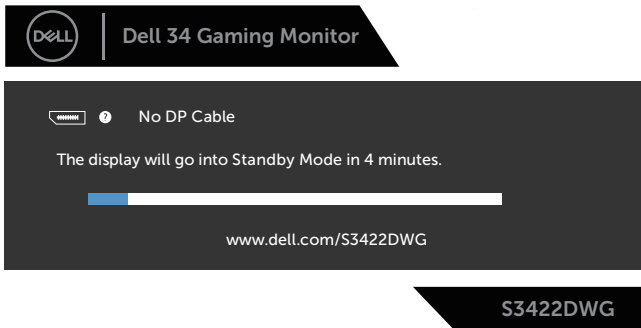 DELL
Dell 34 Gaming Monitor
? No DP Cable
The display will go into Standby Mode in 4 minutes.
www.dell.com/S3422DWG
S3422DWG